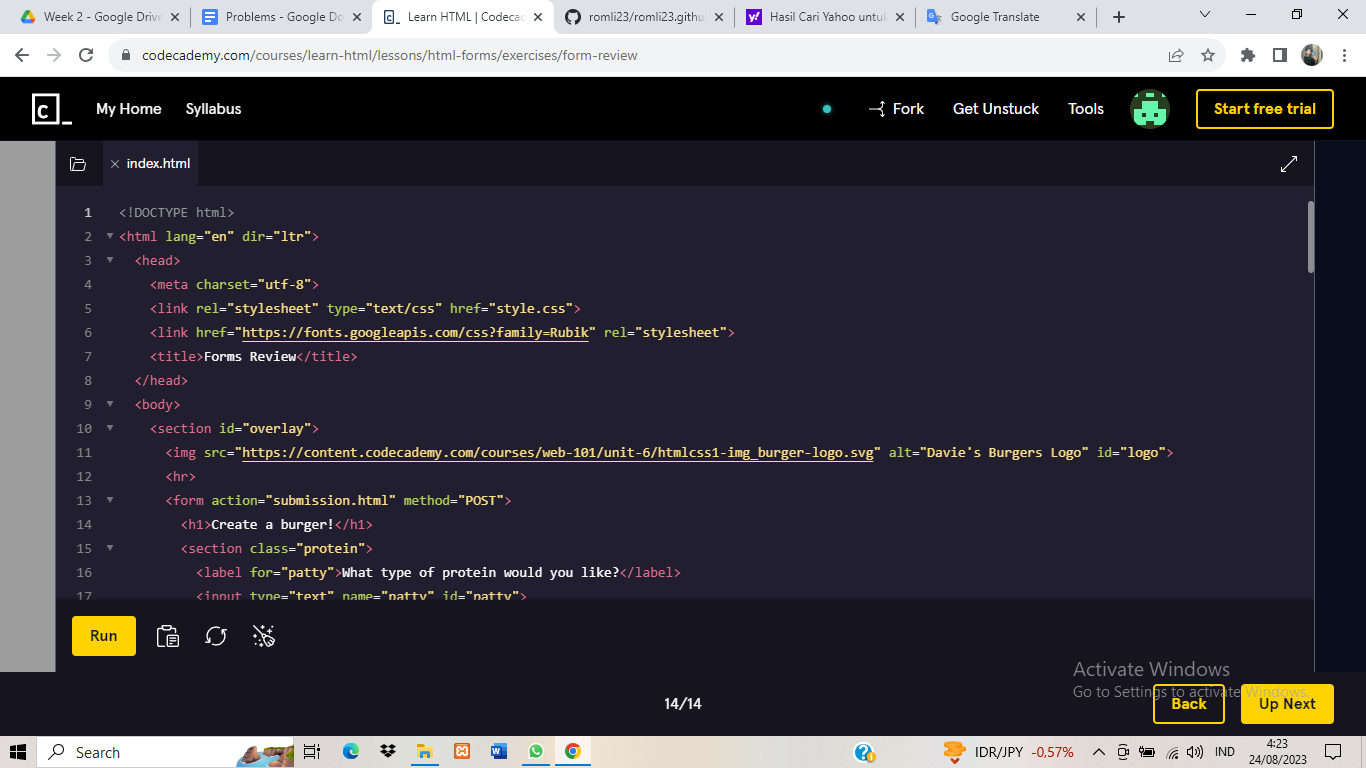 Week 2 - Google Drive
Problems - Google Do
Learn HTML | Codecac
romli23/romli23.githu
Hasil Cari Yahoo untuk
Google Translate
codecademy.com/courses/learn-html/lessons/html-forms/exercises/form-review
My Home
Syllabus
Fork
Get Unstuck
Tools
Start free trial
index.html
1 <!DOCTYPE html>
2 <html lang="en" dir="ltr">
3 <head>
4 <meta charset="utf-8">
5 <link rel="stylesheet" type="text/css" href="style.css">
6 <link href="https://fonts.googleapis.com/css?family=Rubik" rel="stylesheet">
7 <title>Forms Review</title>
8 </head>
9 <body>
10 <section id="overlay">
11 <img src="https://content.codecademy.com/courses/web-101/unit-6/htmlcss1-img_burger-logo.svg" alt="Davie's Burgers Logo" id="logo">
12 <hr>
13 <form action="submission.html" method="POST">
14 <h1>Create a burger!</h1>
15 <section class="protein">
16 <label for="patty">What type of protein would you like?</label>
17 <input type="text" name="patty" id="patty">
Run
Activate Windows
Go to Settings to activate Windows.
14/14
Back
Up Next
Search
IDR/JPY -0,57%
IND
4:23
24/08/2023